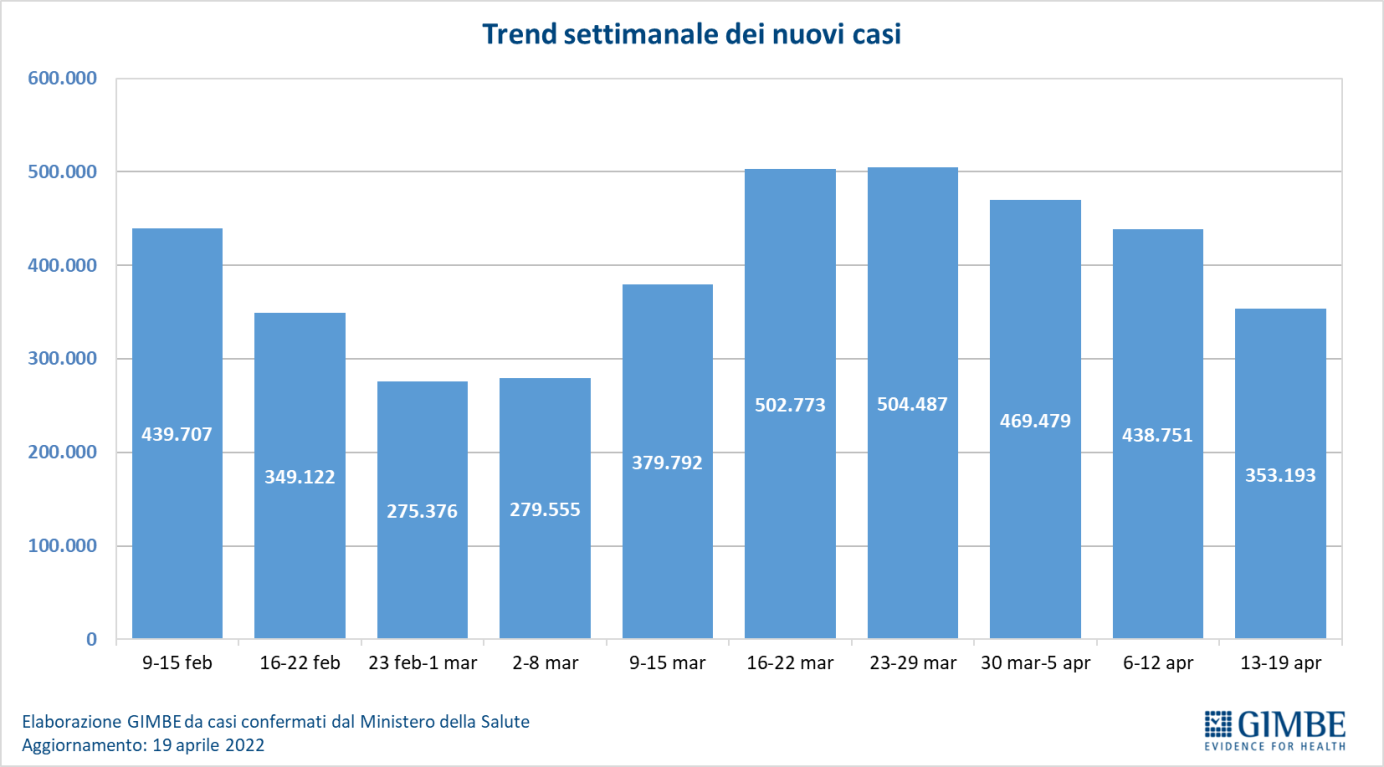 Trend settimanale dei nuovi casi
600.000
500.000
400.000
300.000
200.000
100.000
0
439.707
349.122
275.376
279.555
379.792
502.773
504.487
469.479
438.751
353.193
9-15 feb
16-22 feb
23 feb-1 mar
2-8 mar
9-15 mar
16-22 mar
23-29 mar
30 mar-5 apr
6-12 apr
13-19 apr
Elaborazione GIMBE da casi confermati dal Ministero della Salute
Aggiornamento: 19 aprile 2022
GIMBE
EVIDENCE FOR HEALTH